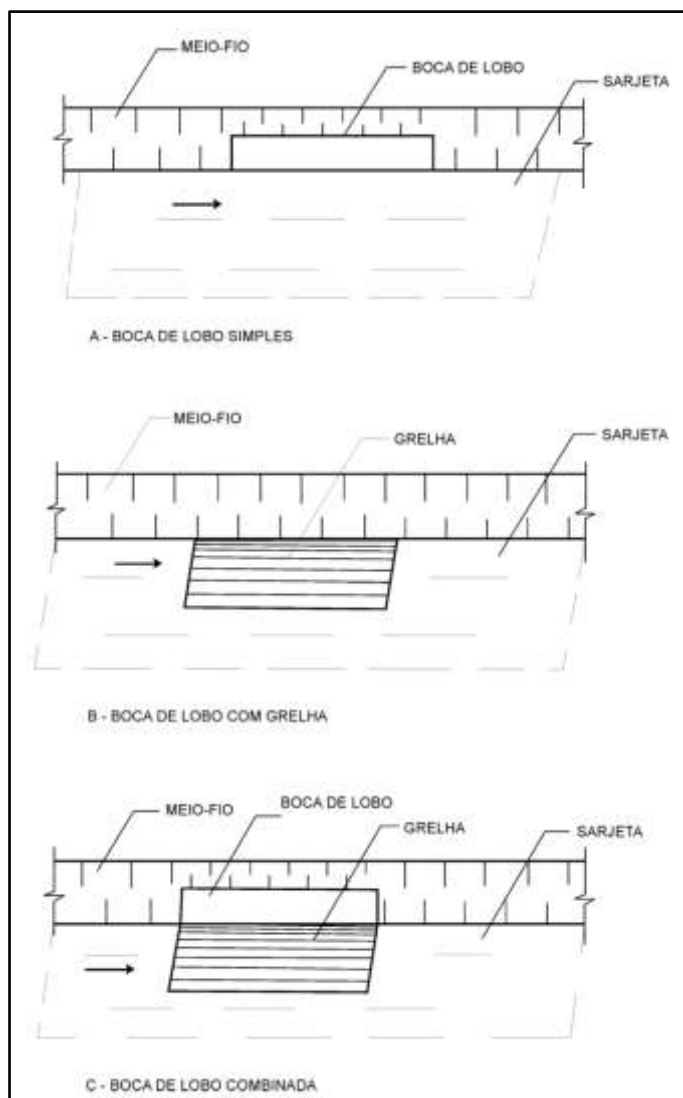 MEIO-FIO
BOCA DE LOBO
SARJETA
A - BOCA DE LOBO SIMPLES
MEIO-FIO
GRELHA
SARJETA
B - BOCA DE LOBO COM GRELHA
MEIO-FIO
BOCA DE LOBO
GRELHA
SARJETA
C - BOCA DE LOBO COMBINADA